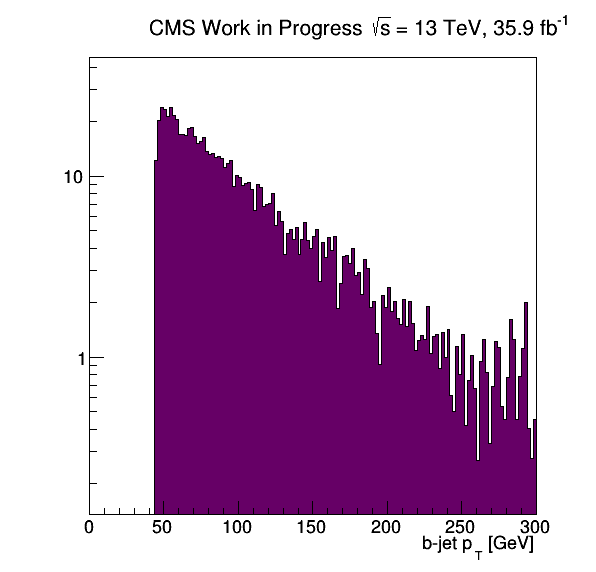 CMS Work in Progress √s = 13 TeV, 35.9 fb⁻¹
10
1
0 50 100 150 200 250 300
b-jet p_T [GeV]